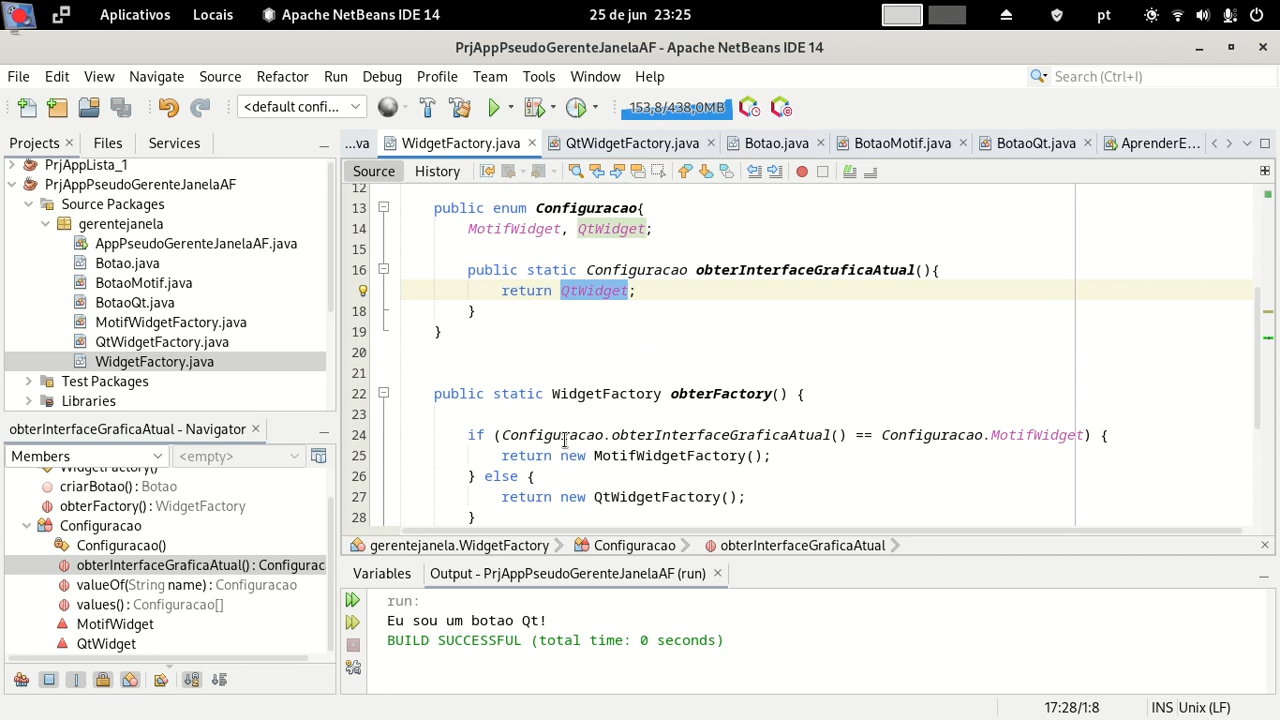 Aplicativos Locais Apache NetBeans IDE 14 25 de jun 23:25 pt
PrjAppPseudoGerenteJanelaAF - Apache NetBeans IDE 14
File Edit View Navigate Source Refactor Run Debug Profile Team Tools Window Help Search (Ctrl+I)
<default confi... 153,8/438,0MB
Projects Files Services
PrjAppLista_1
PrjAppPseudoGerenteJanelaAF
Source Packages
gerentejanela
AppPseudoGerenteJanelaAF.java
Botao.java
BotaoMotif.java
BotaoQt.java
MotifWidgetFactory.java
QtWidgetFactory.java
WidgetFactory.java
Test Packages
Libraries
obterInterfaceGraficaAtual - Navigator
Members <empty>
WidgetFactory()
criarBotao() : Botao
obterFactory() : WidgetFactory
Configuracao
Configuracao()
obterInterfaceGraficaAtual() : Configurac
valueOf(String name) : Configuracao
values() : Configuracao[]
MotifWidget
QtWidget
...va WidgetFactory.java QtWidgetFactory.java Botao.java BotaoMotif.java BotaoQt.java AprenderE...
Source History
12
13 public enum Configuracao{
14 MotifWidget, QtWidget;
15
16 public static Configuracao obterInterfaceGraficaAtual(){
return QtWidget;
18 }
19 }
20
21
22 public static WidgetFactory obterFactory() {
23
24 if (Configuracao.obterInterfaceGraficaAtual() == Configuracao.MotifWidget) {
25 return new MotifWidgetFactory();
26 } else {
27 return new QtWidgetFactory();
28 }
gerentejanela.WidgetFactory Configuracao obterInterfaceGraficaAtual
Variables Output - PrjAppPseudoGerenteJanelaAF (run)
run:
Eu sou um botao Qt!
BUILD SUCCESSFUL (total time: 0 seconds)
17:28/1:8 INS Unix (LF)